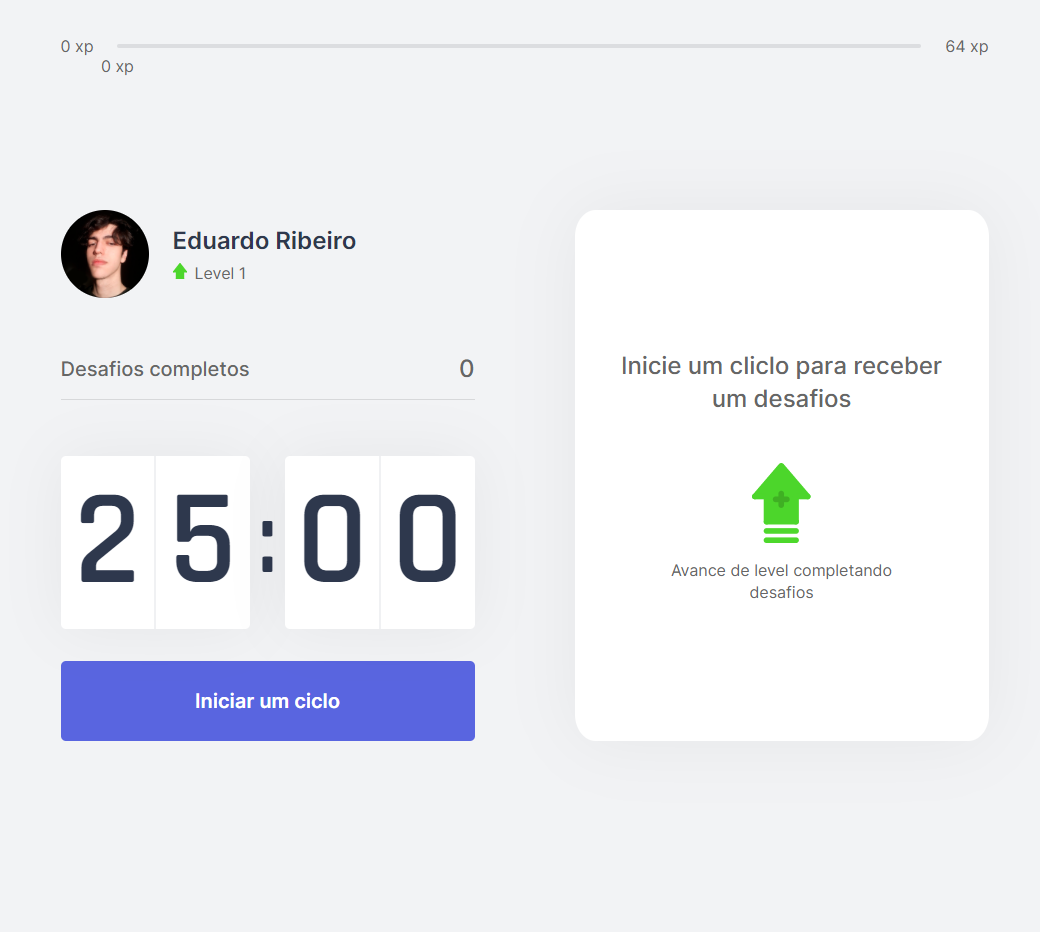 0 xp
64 xp
0 xp
Eduardo Ribeiro
Level 1
Desafios completos
0
25:00
Iniciar um ciclo
Inicie um cliclo para receber
um desafios
Avance de level completando
desafios